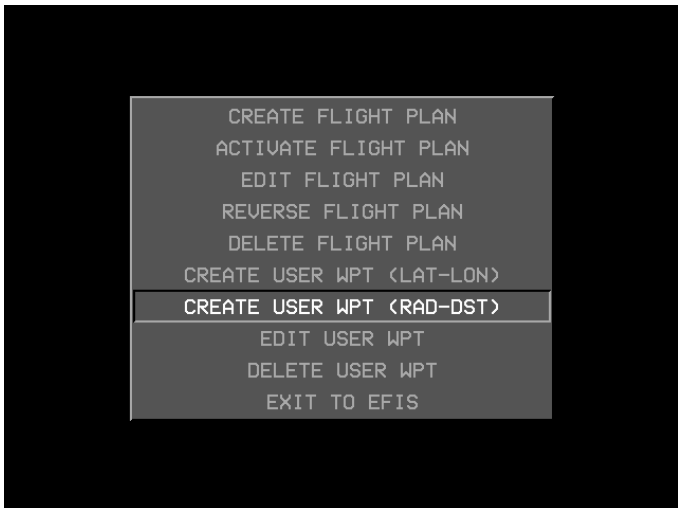 CREATE FLIGHT PLAN
ACTIVATE FLIGHT PLAN
EDIT FLIGHT PLAN
REVERSE FLIGHT PLAN
DELETE FLIGHT PLAN
CREATE USER WPT (LAT-LON)
CREATE USER WPT (RAD-DST)
EDIT USER WPT
DELETE USER WPT
EXIT TO EFIS